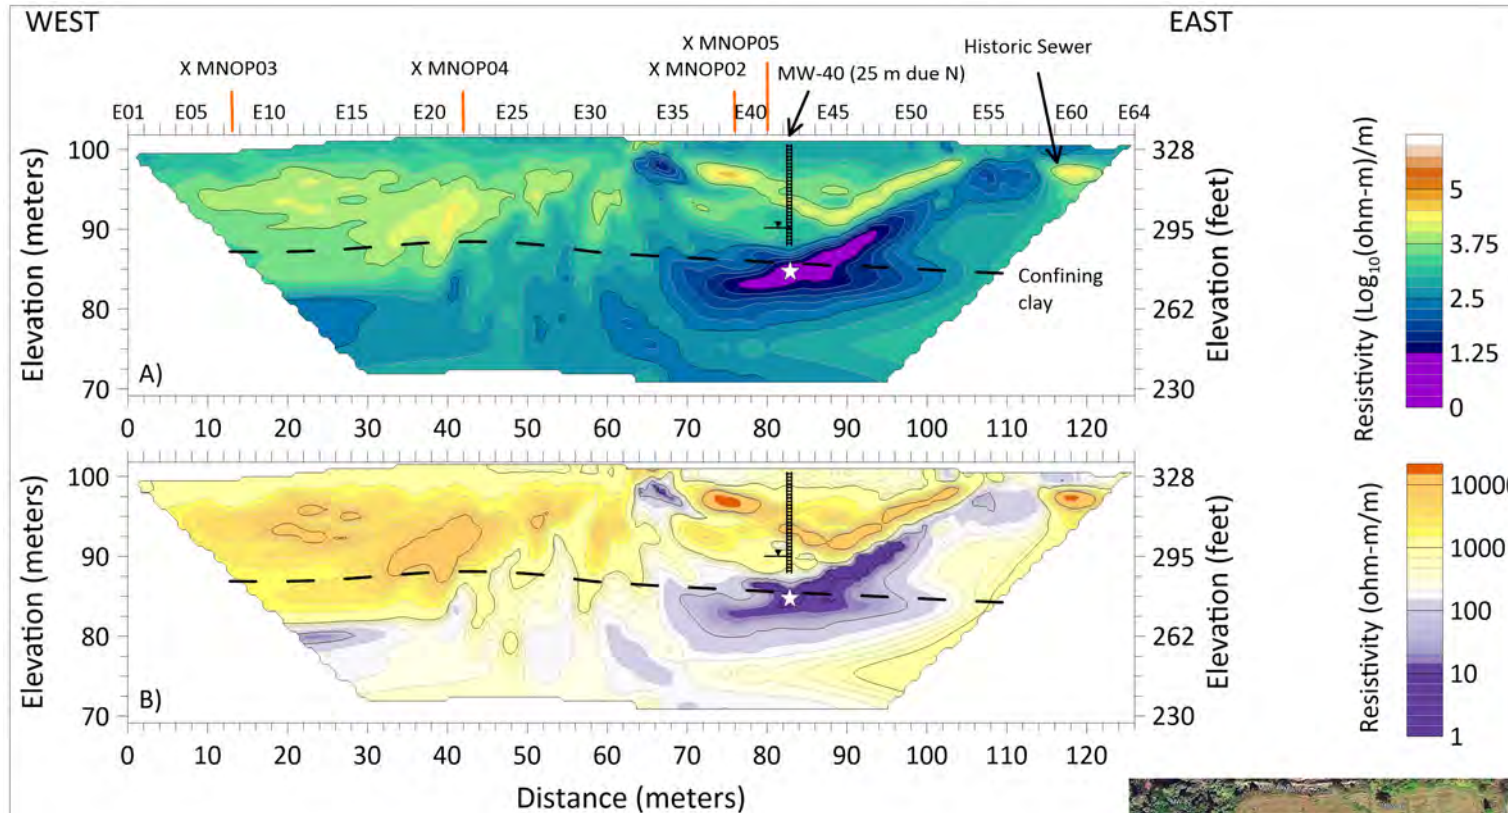 WEST
EAST
X MNOP05
Historic Sewer
X MNOP03
X MNOP04
X MNOP02
MW-40 (25 m due N)
E01 E05 E10 E15 E20 E25 E30 E35 E40 E45 E50 E55 E60 E64
100
90
80
70
Elevation (meters)
A)
328
295
262
230
Elevation (feet)
Confining
clay
0 10 20 30 40 50 60 70 80 90 100 110 120
Resistivity (Log10(ohm-m)/m)
5
3.75
2.5
1.25
0
100
90
80
70
Elevation (meters)
B)
328
295
262
230
Elevation (feet)
0 10 20 30 40 50 60 70 80 90 100 110 120
Distance (meters)
Resistivity (ohm-m/m)
10000
1000
100
10
1